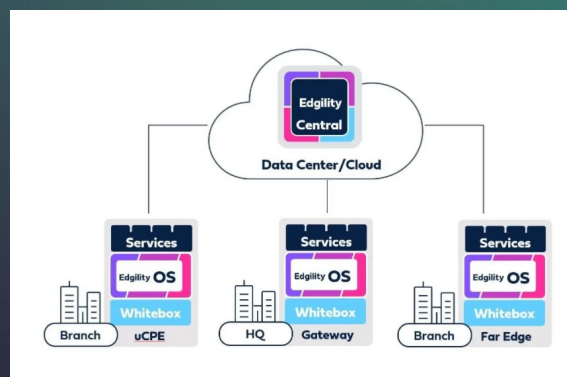 Edgility
Central
Data Center/Cloud
Services
Edgility OS
Whitebox
Branch
uCPE
Services
Edgility OS
Whitebox
HQ
Gateway
Services
Edgility OS
Whitebox
Branch
Far Edge